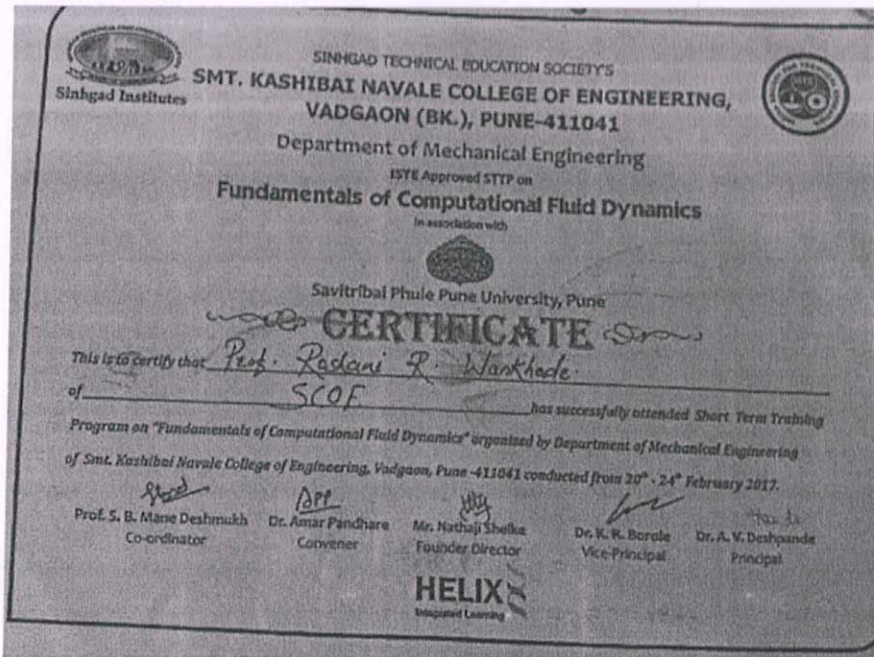 SINHGAD TECHNICAL EDUCATION SOCIETY'S
SMT. KASHIBAI NAVALE COLLEGE OF ENGINEERING,
Sinhgad Institutes
VADGAON (BK.), PUNE-411041
Department of Mechanical Engineering
ISTE Approved STTP on
Fundamentals of Computational Fluid Dynamics
In association with
Savitribai Phule Pune University, Pune
CERTIFICATE
This is to certify that Prof. R. Wankhede.
of SCOE has successfully attended Short Term Training
Program on "Fundamentals of Computational Fluid Dynamics" organized by Department of Mechanical Engineering
of Smt. Kashibai Navale College of Engineering, Vadgaon, Pune -411041 conducted from 20th - 24th February 2017.
Prof. S. B. Mane Deshmukh Dr. Amar Pandhare Mr. Nathaji Shelke Dr. K. R. Borole Dr. A. V. Deshpande
Co-ordinator Convener Founder Director Vice-Principal Principal
HELIX
Integrated Learning